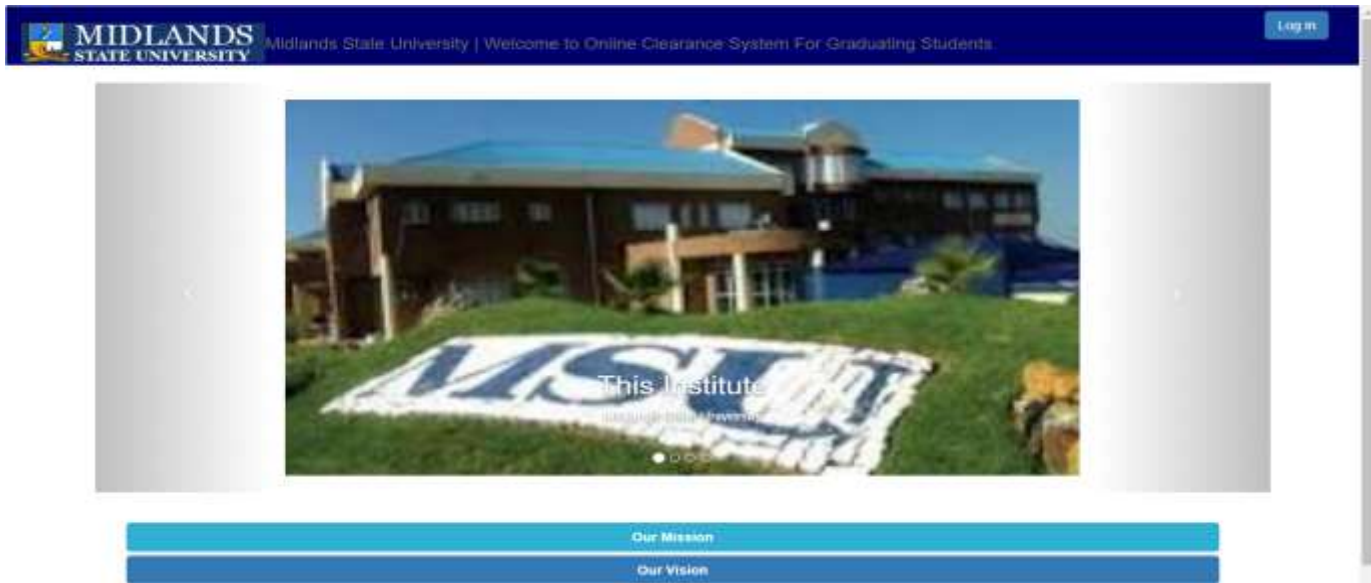 MIDLANDS
STATE UNIVERSITY
Midlands State University | Welcome to Online Clearance System For Graduating Students
Log in
MSU
This Institute
Our Mission
Our Vision